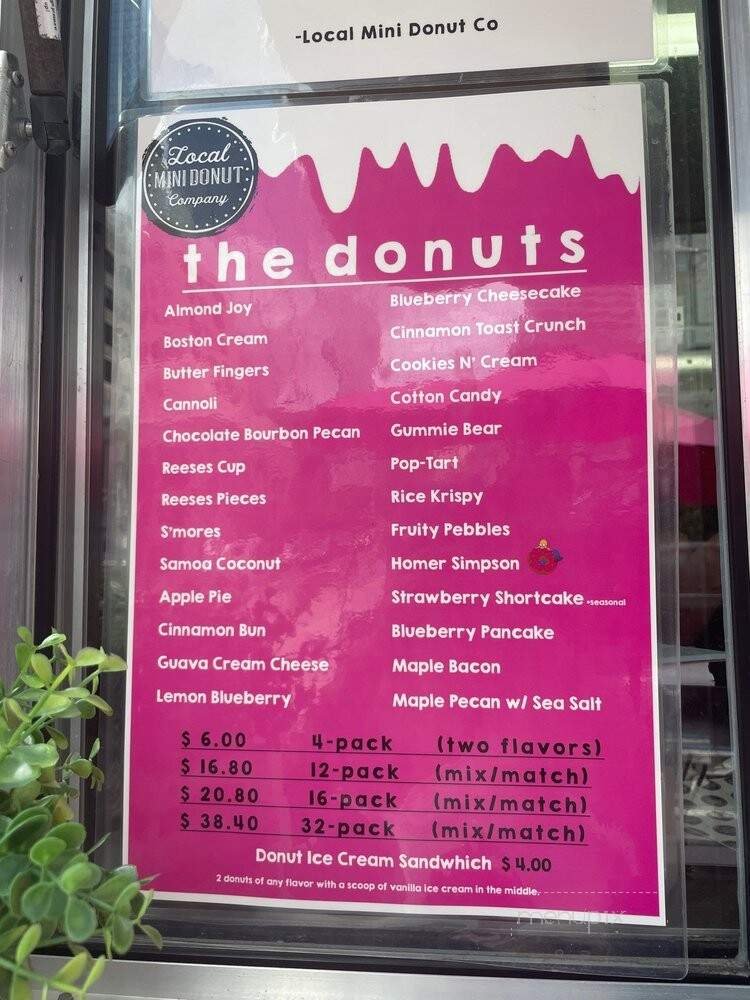 -Local Mini Donut Co
Local
MINI DONUT
Company
the donuts
Almond Joy
Boston Cream
Butter Fingers
Cannoli
Chocolate Bourbon Pecan
Reeses Cup
Reeses Pieces
S'mores
Samoa Coconut
Apple Pie
Cinnamon Bun
Guava Cream Cheese
Lemon Blueberry
Blueberry Cheesecake
Cinnamon Toast Crunch
Cookies N' Cream
Cotton Candy
Gummie Bear
Pop-Tart
Rice Krispy
Fruity Pebbles
Homer Simpson
Strawberry Shortcake -seasonal
Blueberry Pancake
Maple Bacon
Maple Pecan w/ Sea Salt
$ 6.00 4-pack (two flavors)
$ 16.80 12-pack (mix/match)
$ 20.80 16-pack (mix/match)
$ 38.40 32-pack (mix/match)
Donut Ice Cream Sandwhich $4.00
2 donuts of any flavor with a scoop of vanilla ice cream in the middle.
menupix